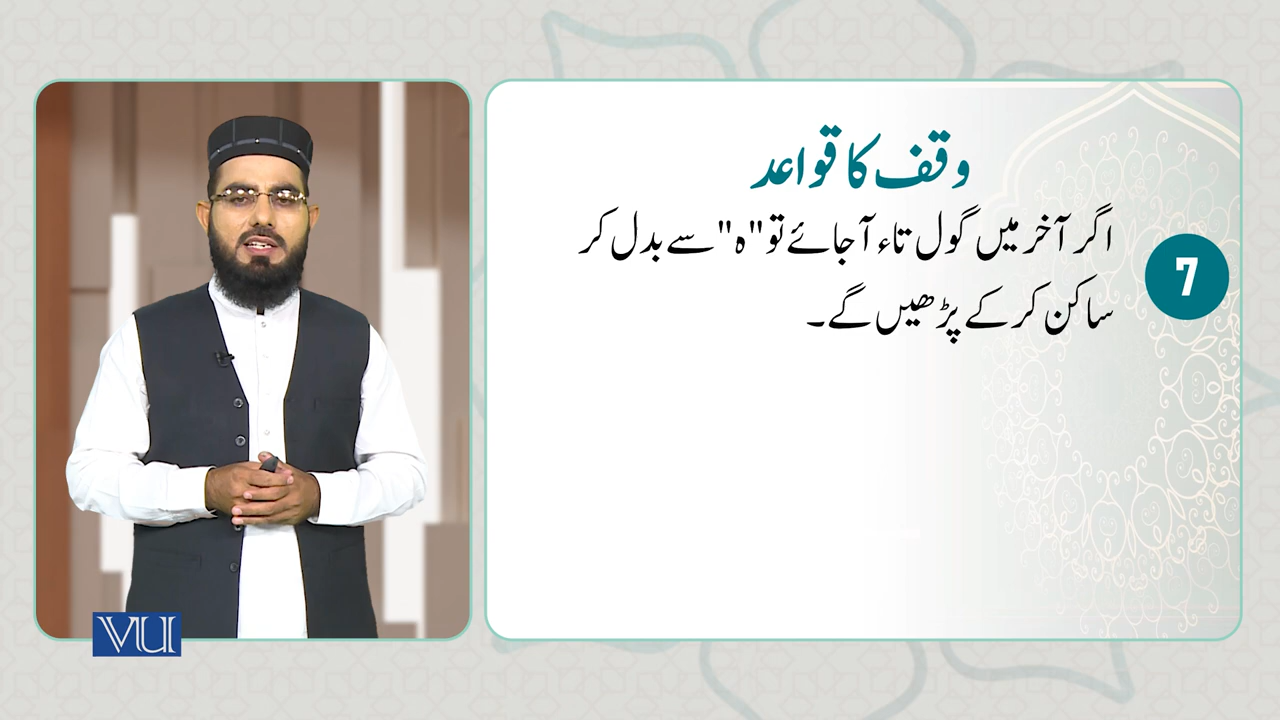 وقف کا قواعد
اگر آخر میں گول تاء آ جائے تو "ہ" سے بدل کر
ساکن کر کے پڑھیں گے۔
7
VU